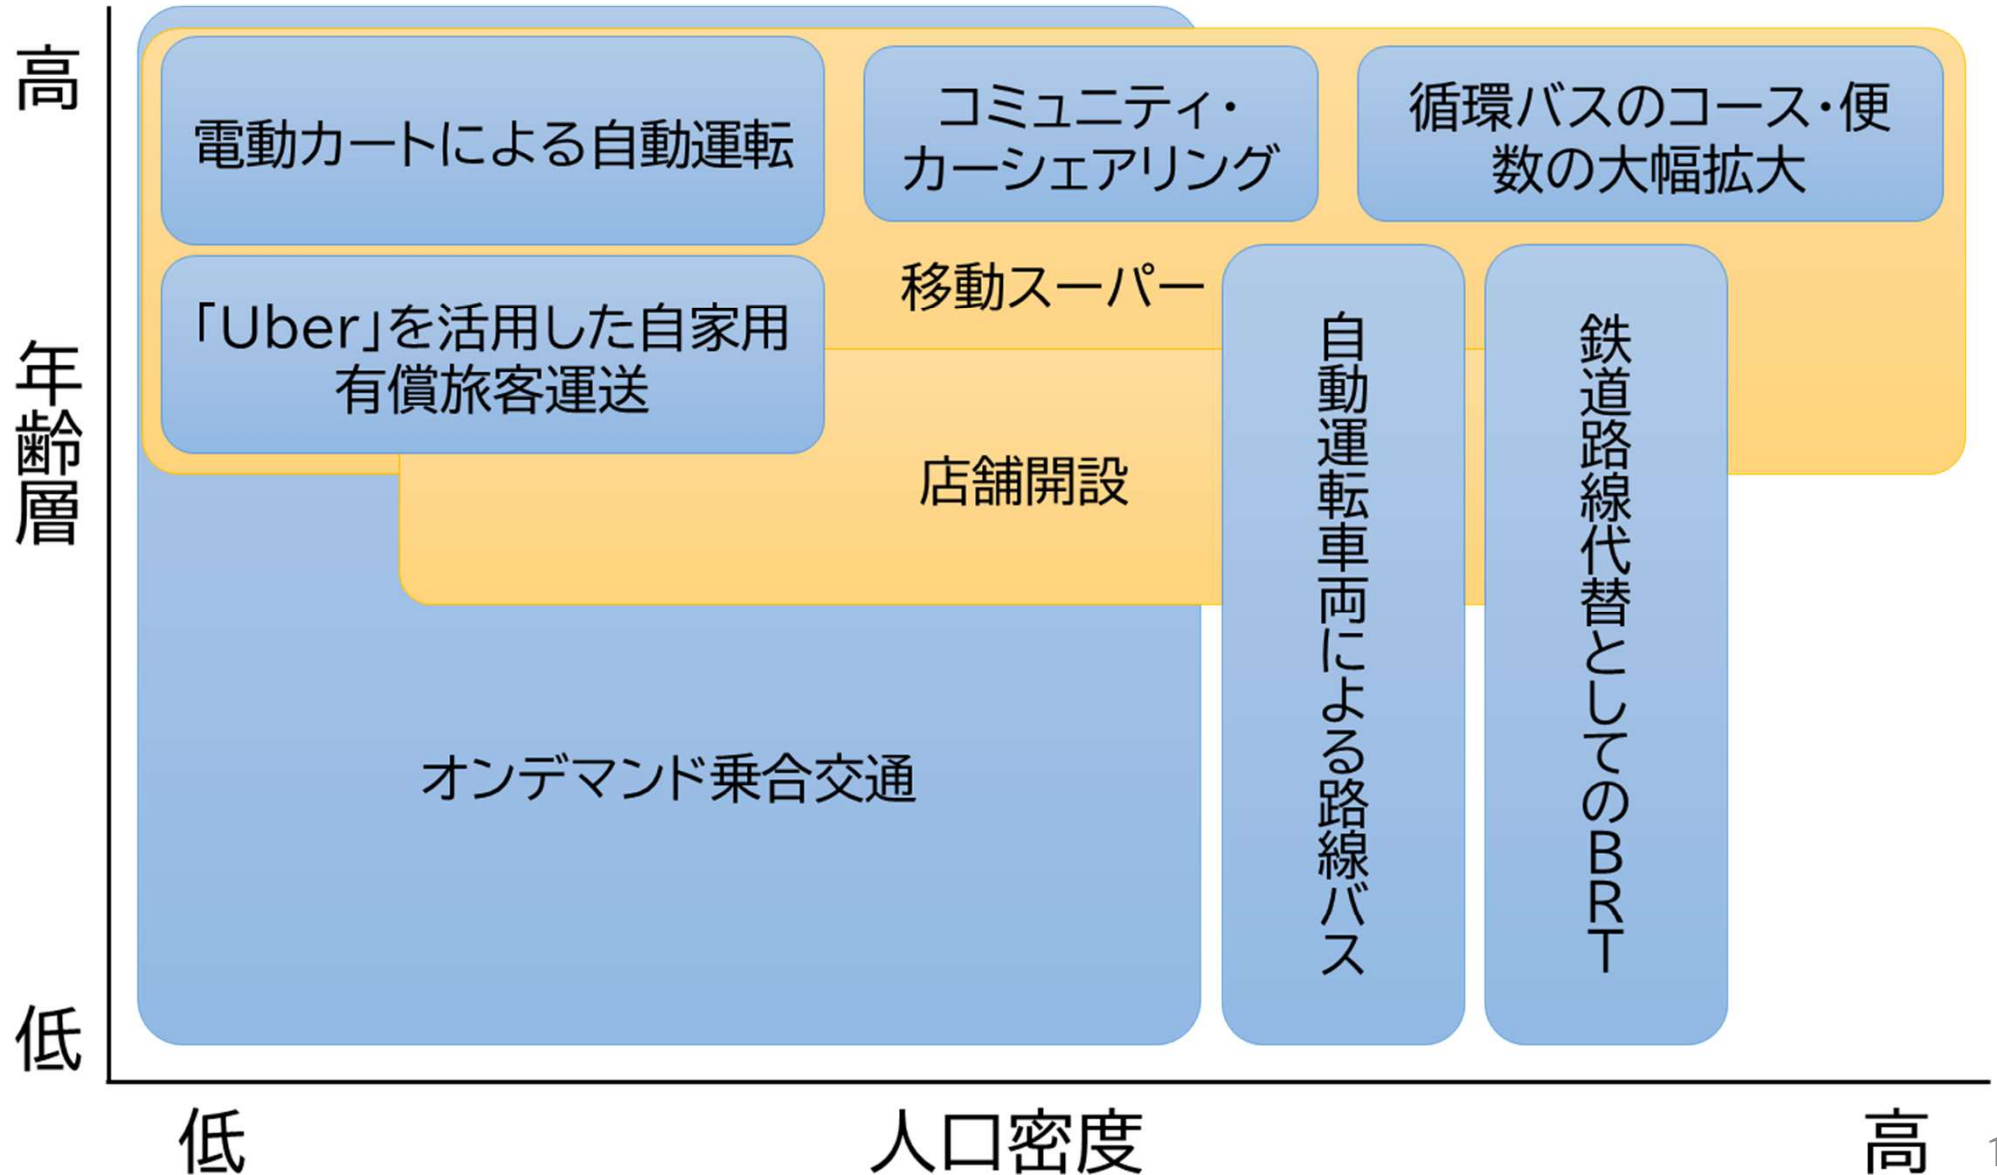 高
年齢層
低
電動カートによる自動運転
コミュニティ・
カーシェアリング
循環バスのコース・便
数の大幅拡大
「Uber」を活用した自家用
有償旅客運送
移動スーパー
店舗開設
自動運転車両による路線バス
鉄道路線代替としてのBRT
オンデマンド乗合交通
低
人口密度
高